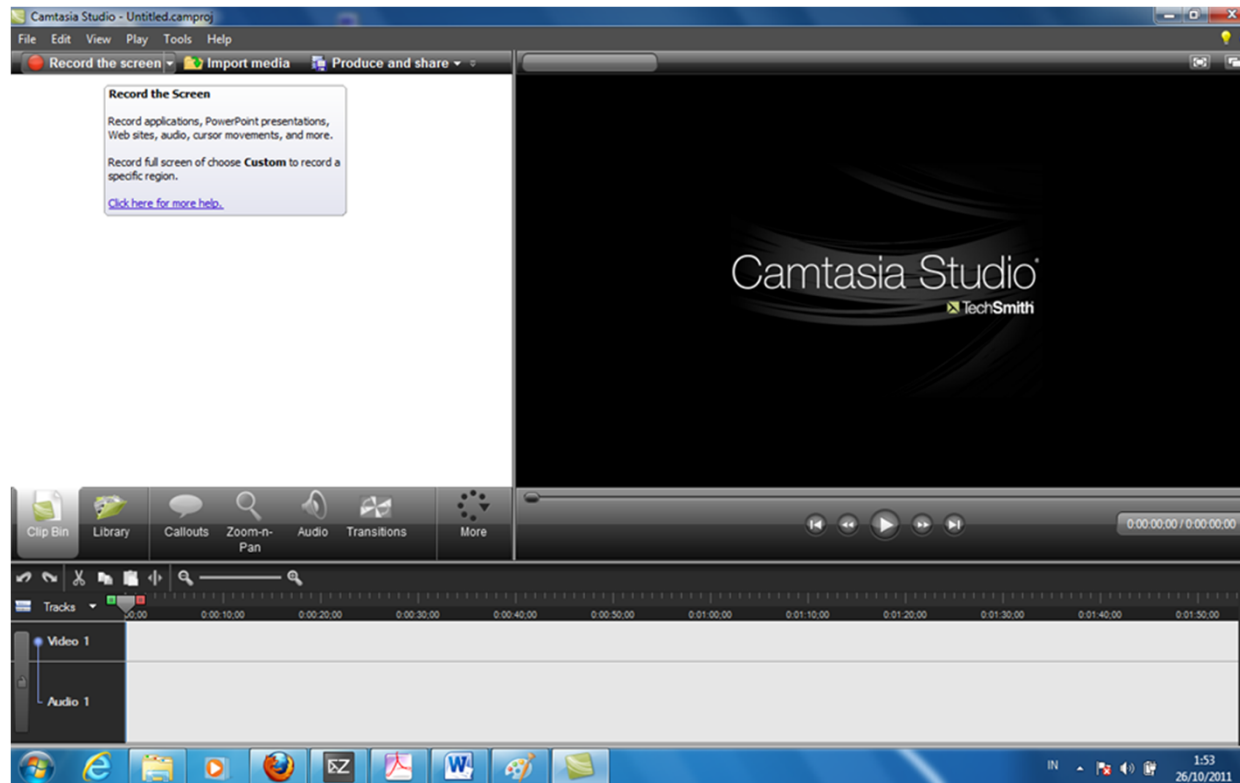 Camtasia Studio - Untitled.camproj
File Edit View Play Tools Help
Record the screen Import media Produce and share
Record the Screen
Record applications, PowerPoint presentations,
Web sites, audio, cursor movements, and more.
Record full screen of choose Custom to record a
specific region.
Click here for more help.
Camtasia Studio
TechSmith
Clip Bin Library Callouts Zoom-n-Pan Audio Transitions More
0:00:00;00 / 0:00:00;00
Tracks 00;00 0:00:10;00 0:00:20;00 0:00:30;00 0:00:40;00 0:00:50;00 0:01:00;00 0:01:10;00 0:01:20;00 0:01:30;00 0:01:40;00 0:01:50;00
Video 1
Audio 1
IN 1:53
26/10/2011